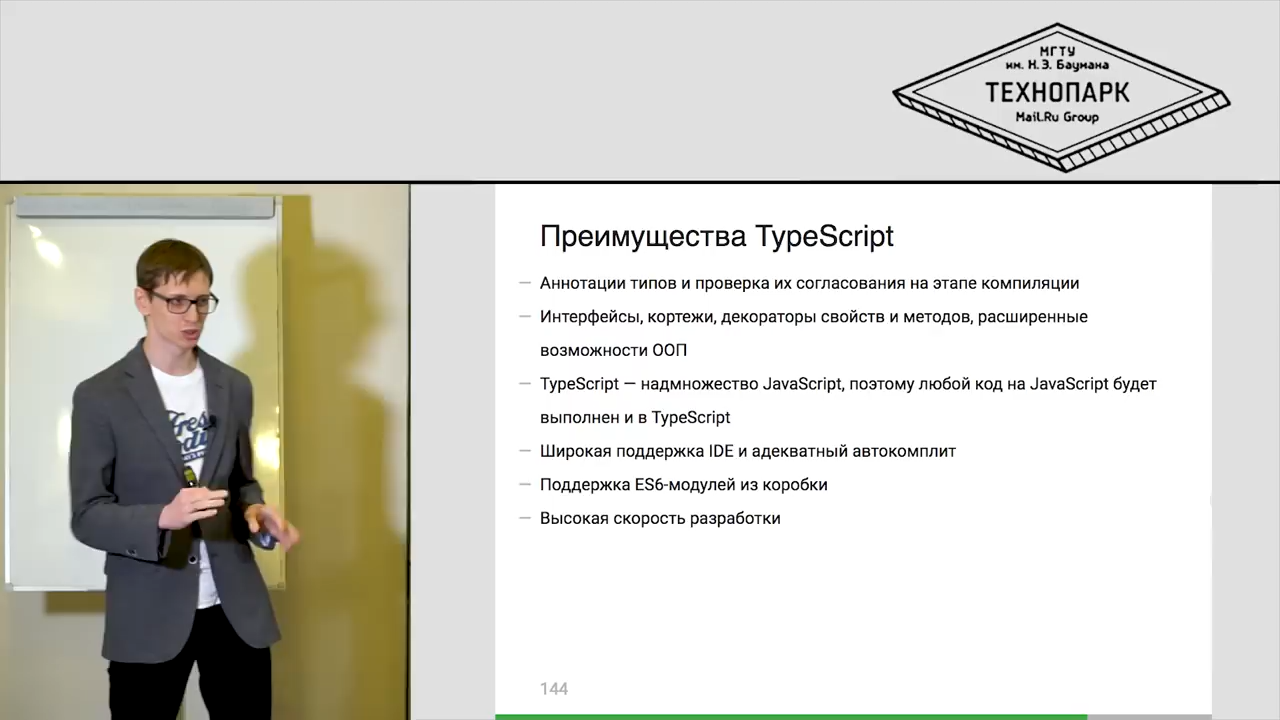 МГТУ
им. Н.Э. Баумана
ТЕХНОПАРК
Mail.Ru Group
Преимущества TypeScript
— Аннотации типов и проверка их согласования на этапе компиляции
— Интерфейсы, кортежи, декораторы свойств и методов, расширенные
возможности ООП
— TypeScript — надмножество JavaScript, поэтому любой код на JavaScript будет
выполнен и в TypeScript
— Широкая поддержка IDE и адекватный автокомплит
— Поддержка ES6-модулей из коробки
— Высокая скорость разработки
144